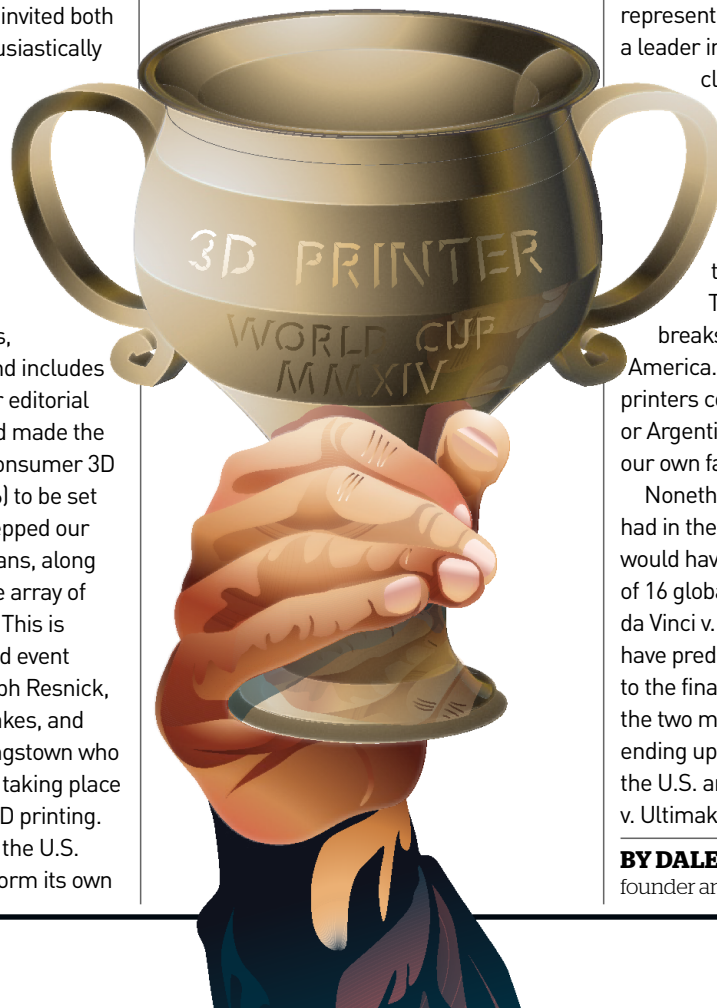 invited both
usiastically
s,
nd includes
r editorial
d made the
onsumer 3D
) to be set
epped our
ans, along
e array of
This is
d event
ph Resnick,
akes, and
ngstown who
taking place
D printing.
the U.S.
orm its own
3D PRINTER
WORLD CUP
MMXIV
represent
a leader in
cl
t
T
breaks
America.
printers c
or Argenti
our own fa
Noneth
had in the
would hav
of 16 globa
da Vinci v.
have pred
to the fina
the two m
ending up
the U.S. a
v. Ultimak
BY DALE
founder a